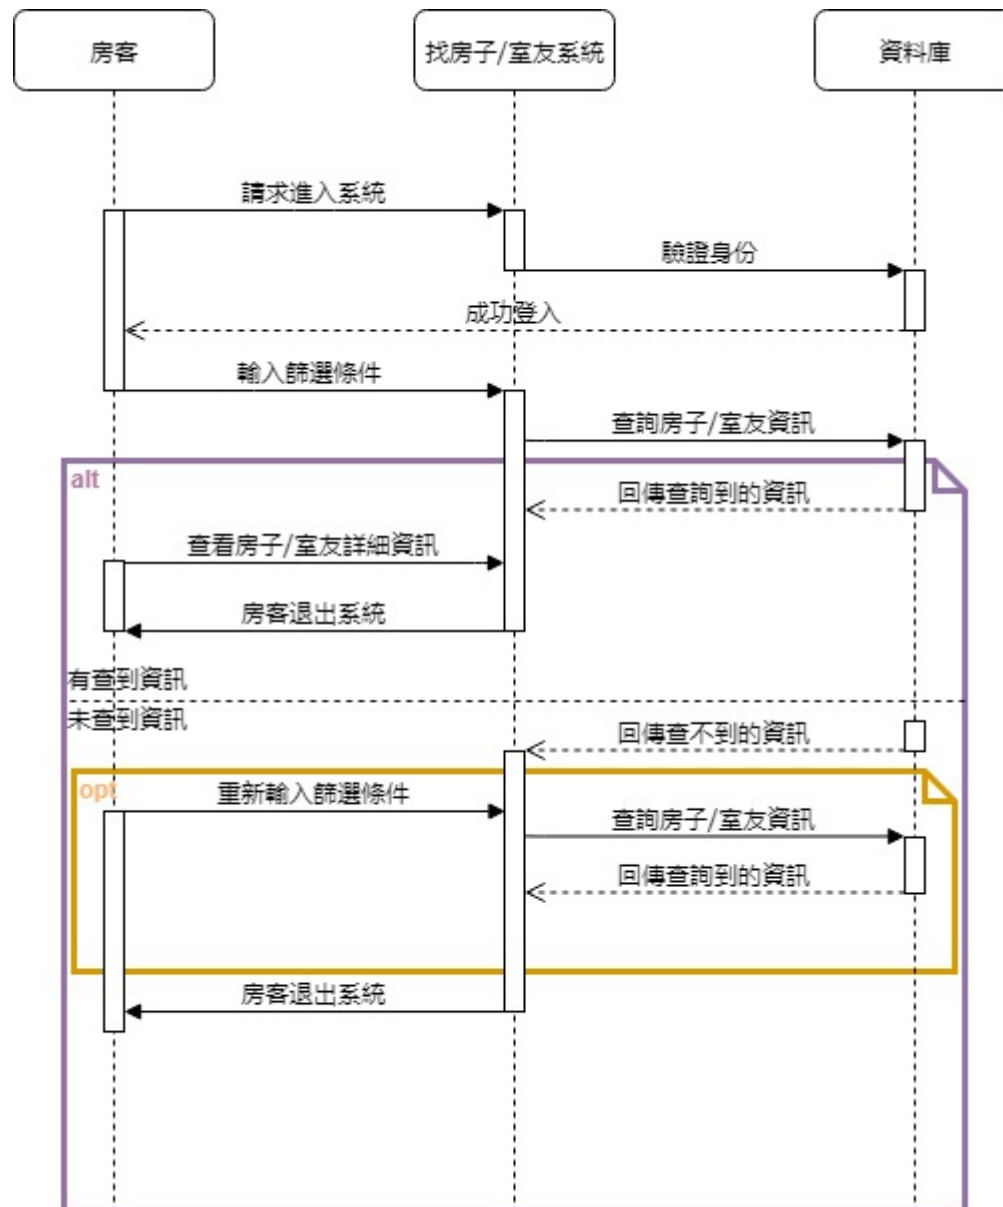 房客
找房子/室友系統
資料庫
請求進入系統
驗證身份
成功登入
輸入篩選條件
查詢房子/室友資訊
alt
回傳查詢到的資訊
查看房子/室友詳細資訊
房客退出系統
有查到資訊
未查到資訊
回傳查不到的資訊
opt
重新輸入篩選條件
查詢房子/室友資訊
回傳查詢到的資訊
房客退出系統